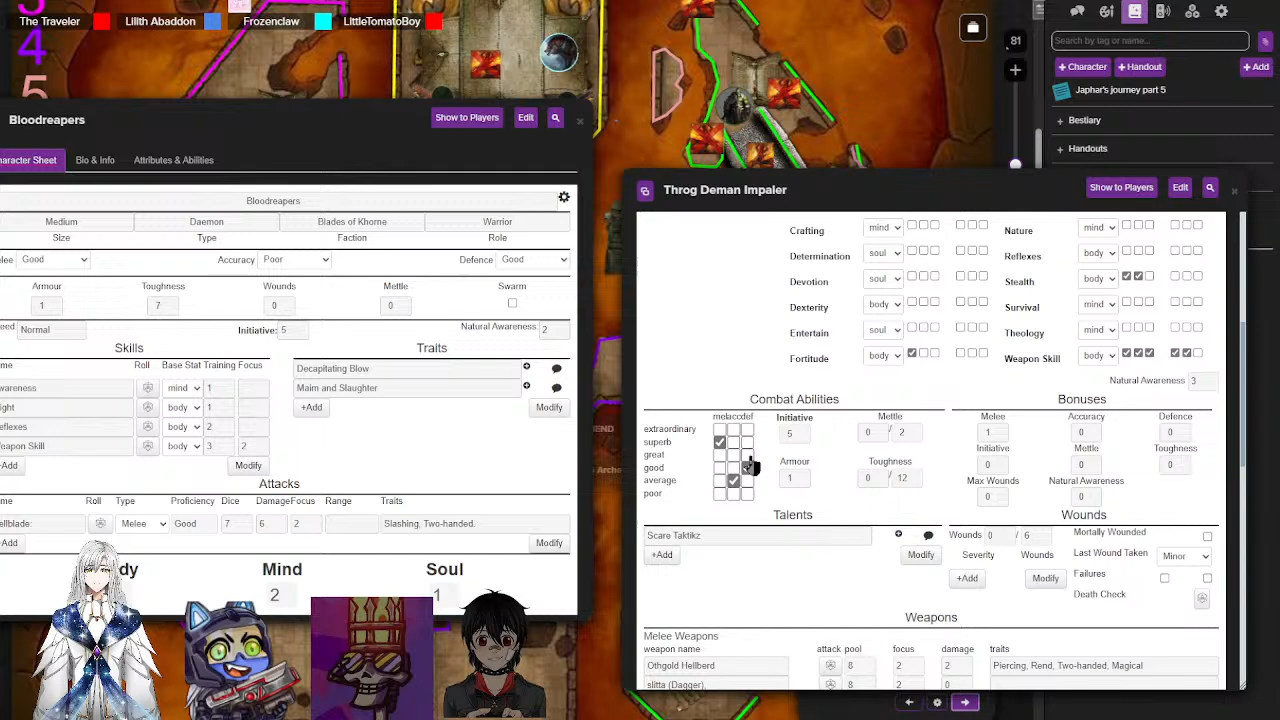 3
4
5
The Traveler
Lilith Abaddon
Frozenclaw
LIttleTomatoBoy
81
Search by tag or name...
+ Character
+ Handout
+ Add
Japhar's journey part 5
+ Bestiary
+ Handouts
Bloodreapers
Show to Players
Edit
Bio & Info
Attributes & Abilities
Bloodreapers
Medium
Daemon
Blades of Khorne
Warrior
Size
Type
Faction
Role
Good
Accuracy
Poor
Defence
Good
Armour
Toughness
Wounds
Mettle
Swarm
1
7
0
0
Normal
Initiative:
5
Natural Awareness
2
Skills
Traits
Roll
Base Stat
Training
Focus
mind
1
body
1
body
2
body
3
2
+Add
Modify
Decapitating Blow
Maim and Slaughter
+Add
Modify
Attacks
Roll
Type
Proficiency
Dice
Damage
Focus
Range
Traits
Melee
Good
7
6
2
Slashing, Two-handed.
Modify
Mind
Soul
2
1
Throg Deman Impaler
Show to Players
Edit
Crafting
mind
Nature
mind
Determination
soul
Reflexes
body
Devotion
soul
Stealth
body
Dexterity
body
Survival
mind
Entertain
soul
Theology
mind
Fortitude
body
Weapon Skill
body
Natural Awareness
3
Combat Abilities
Bonuses
mel
acc
def
extraordinary
superb
great
good
average
poor
Initiative
5
Mettle
0 / 2
Armour
1
Toughness
0 / 12
Melee
Accuracy
Defence
1
0
0
Initiative
Mettle
Toughness
0
0
0
Max Wounds
Natural Awareness
0
0
Talents
Wounds
Scare Taktikz
+Add
Modify
Wounds
0 / 6
Severity
Wounds
+Add
Modify
Mortally Wounded
Last Wound Taken
Minor
Failures
Death Check
Weapons
Melee Weapons
weapon name
attack pool
focus
damage
traits
Othgold Hellberd
8
2
2
Piercing, Rend, Two-handed, Magical
slitta (Dagger),
8
2
0